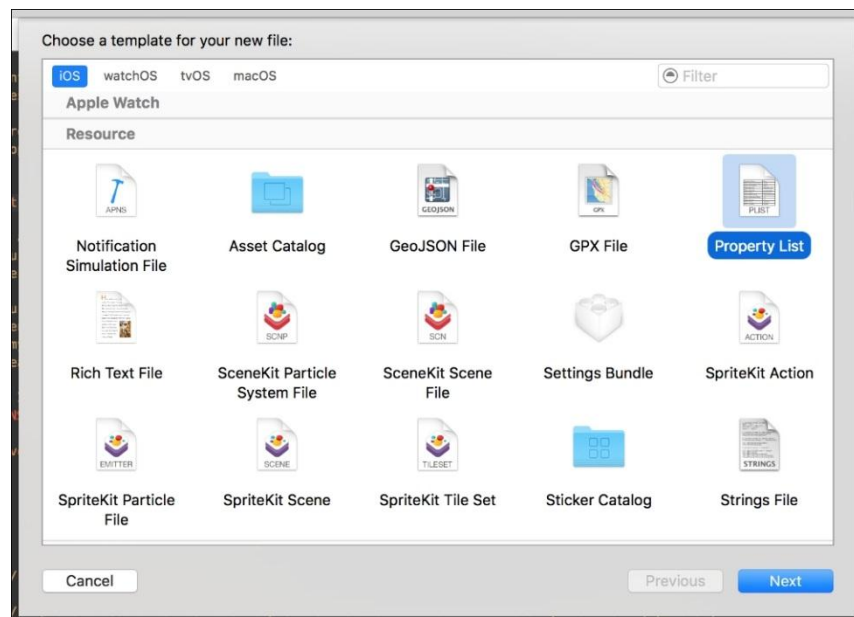 Choose a template for your new file:
iOS watchOS tvOS macOS Filter
Apple Watch
Resource
APNS GEOJSON GPX PLIST
Notification Simulation File
Asset Catalog
GeoJSON File
GPX File
Property List
SCNP SCN ACTION
Rich Text File
SceneKit Particle System File
SceneKit Scene File
Settings Bundle
SpriteKit Action
EMITTER SCENE TILESET STRINGS
SpriteKit Particle File
SpriteKit Scene
SpriteKit Tile Set
Sticker Catalog
Strings File
Cancel Previous Next